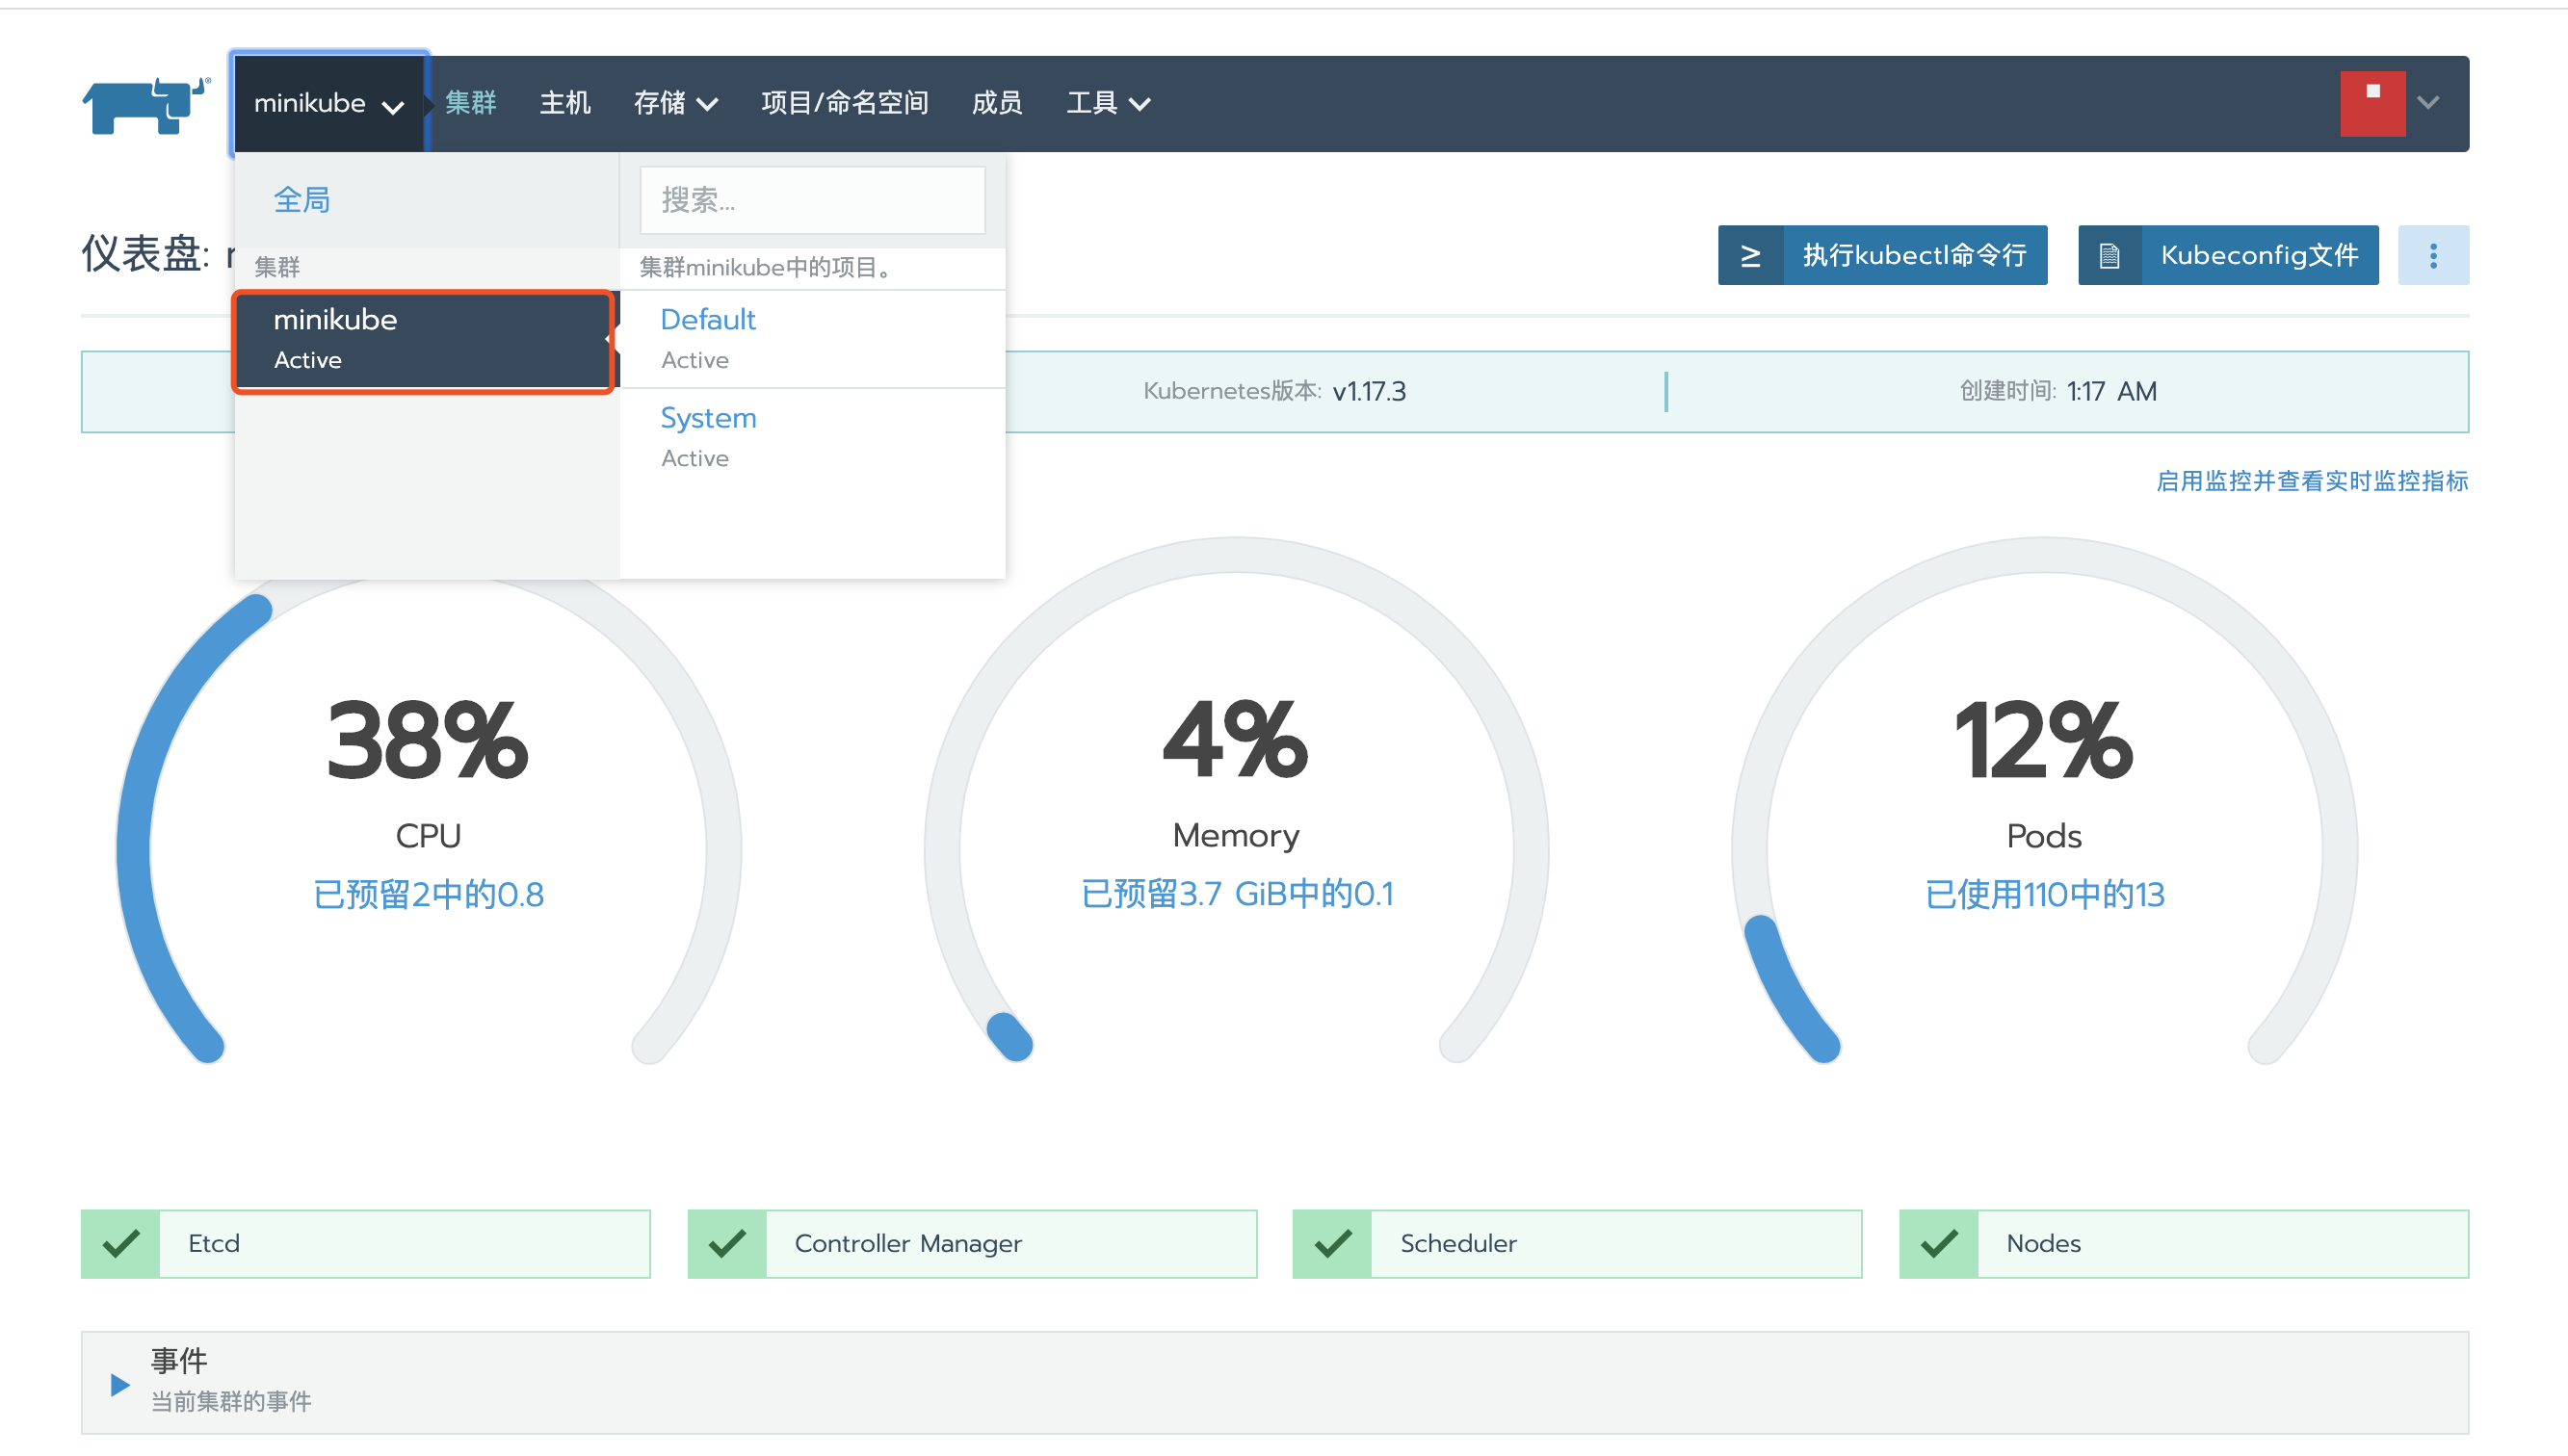 minikube 集群 主机 存储 项目/命名空间 成员 工具
全局 搜索...
仪表盘: 执行kubectl命令行 Kubeconfig文件
集群 集群minikube中的项目。
minikube Default
Active Active
System
Active
Kubernetes版本: v1.17.3 创建时间: 1:17 AM
启用监控并查看实时监控指标
38% 4% 12%
CPU Memory Pods
已预留2中的0.8 已预留3.7 GiB中的0.1 已使用110中的13
Etcd Controller Manager Scheduler Nodes
事件
当前集群的事件